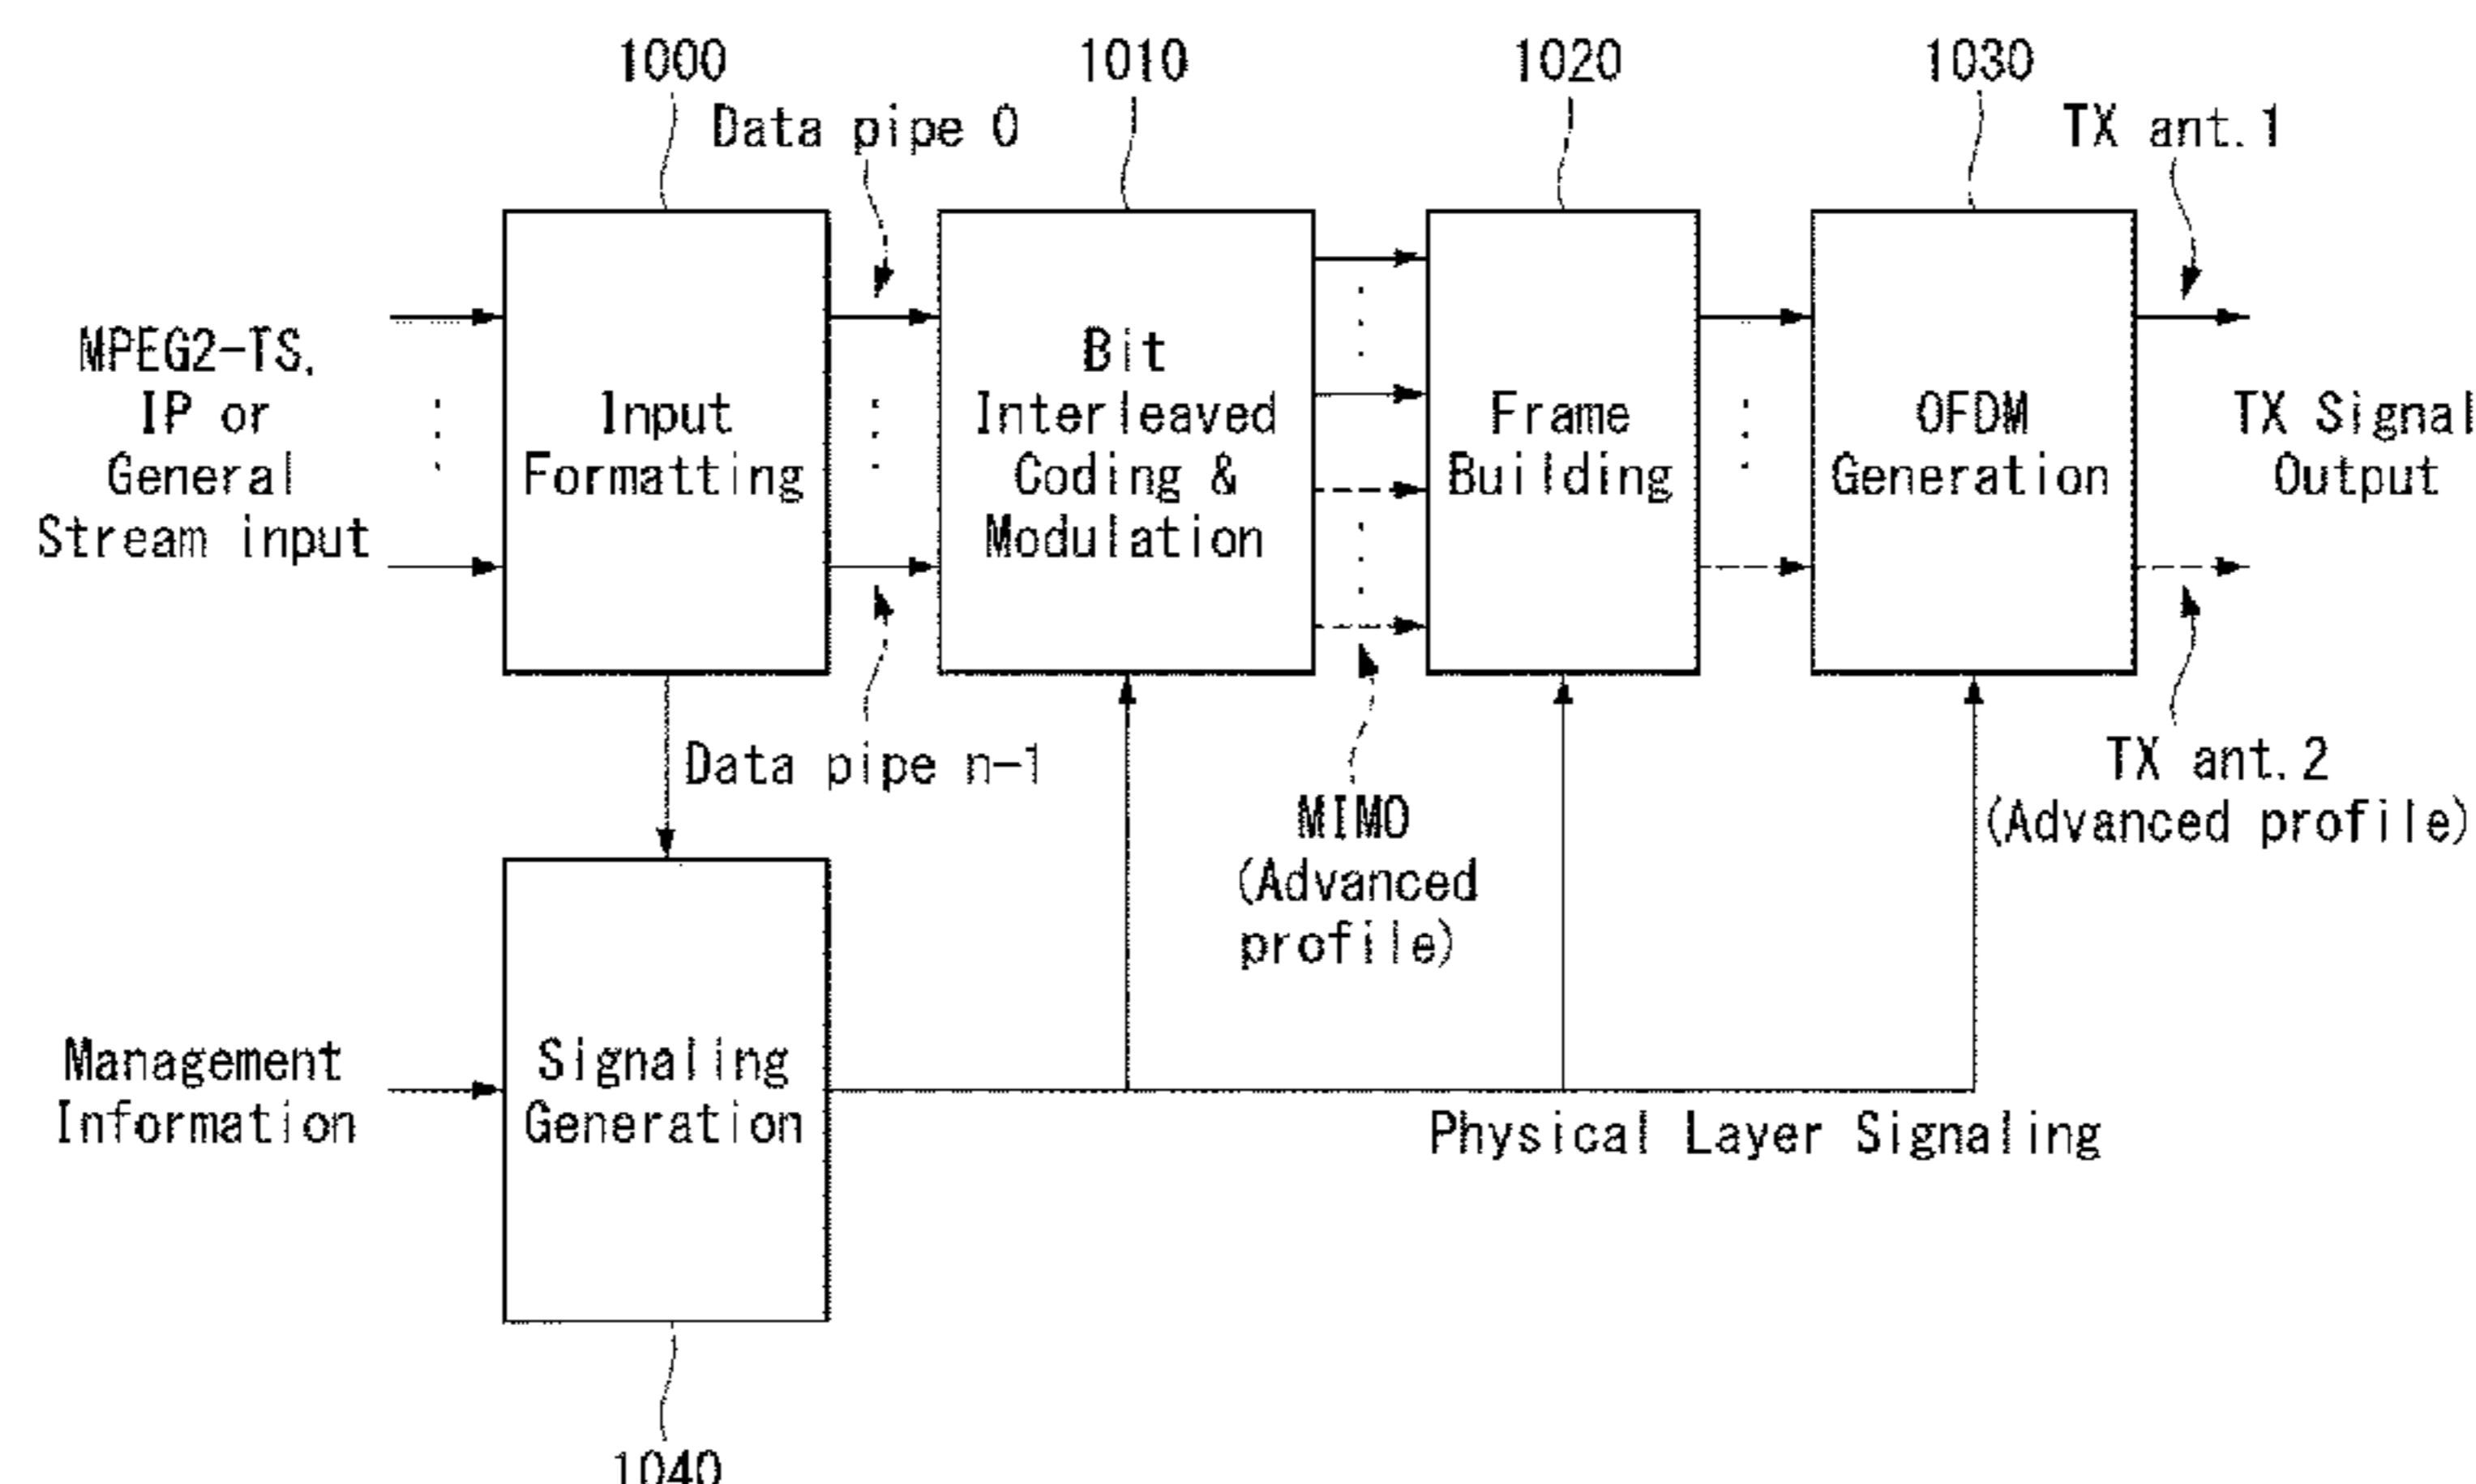 1000
1010
1020
1030
Data pipe 0
TX ant.1
MPEG2-TS,
IP or
General
Stream input
Input
Formatting
Bit
Interleaved
Coding &
Modulation
Frame
Building
OFDM
Generation
TX Signal
Output
Data pipe n-1
MIMO
(Advanced
profile)
TX ant.2
(Advanced profile)
Management
Information
Signaling
Generation
Physical Layer Signaling
1040